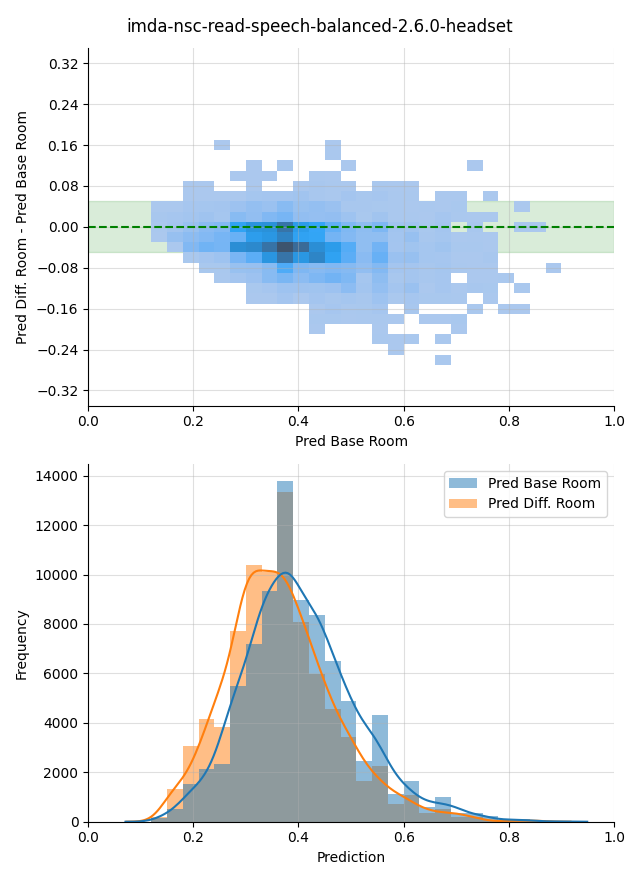 imda-nsc-read-speech-balanced-2.6.0-headset
0.32
0.24
0.16
0.08
0.00
−0.08
−0.16
−0.24
−0.32
Pred Diff. Room - Pred Base Room
0.0 0.2 0.4 0.6 0.8 1.0
Pred Base Room
14000
12000
10000
8000
6000
4000
2000
0
Frequency
Pred Base Room
Pred Diff. Room
0.0 0.2 0.4 0.6 0.8 1.0
Prediction